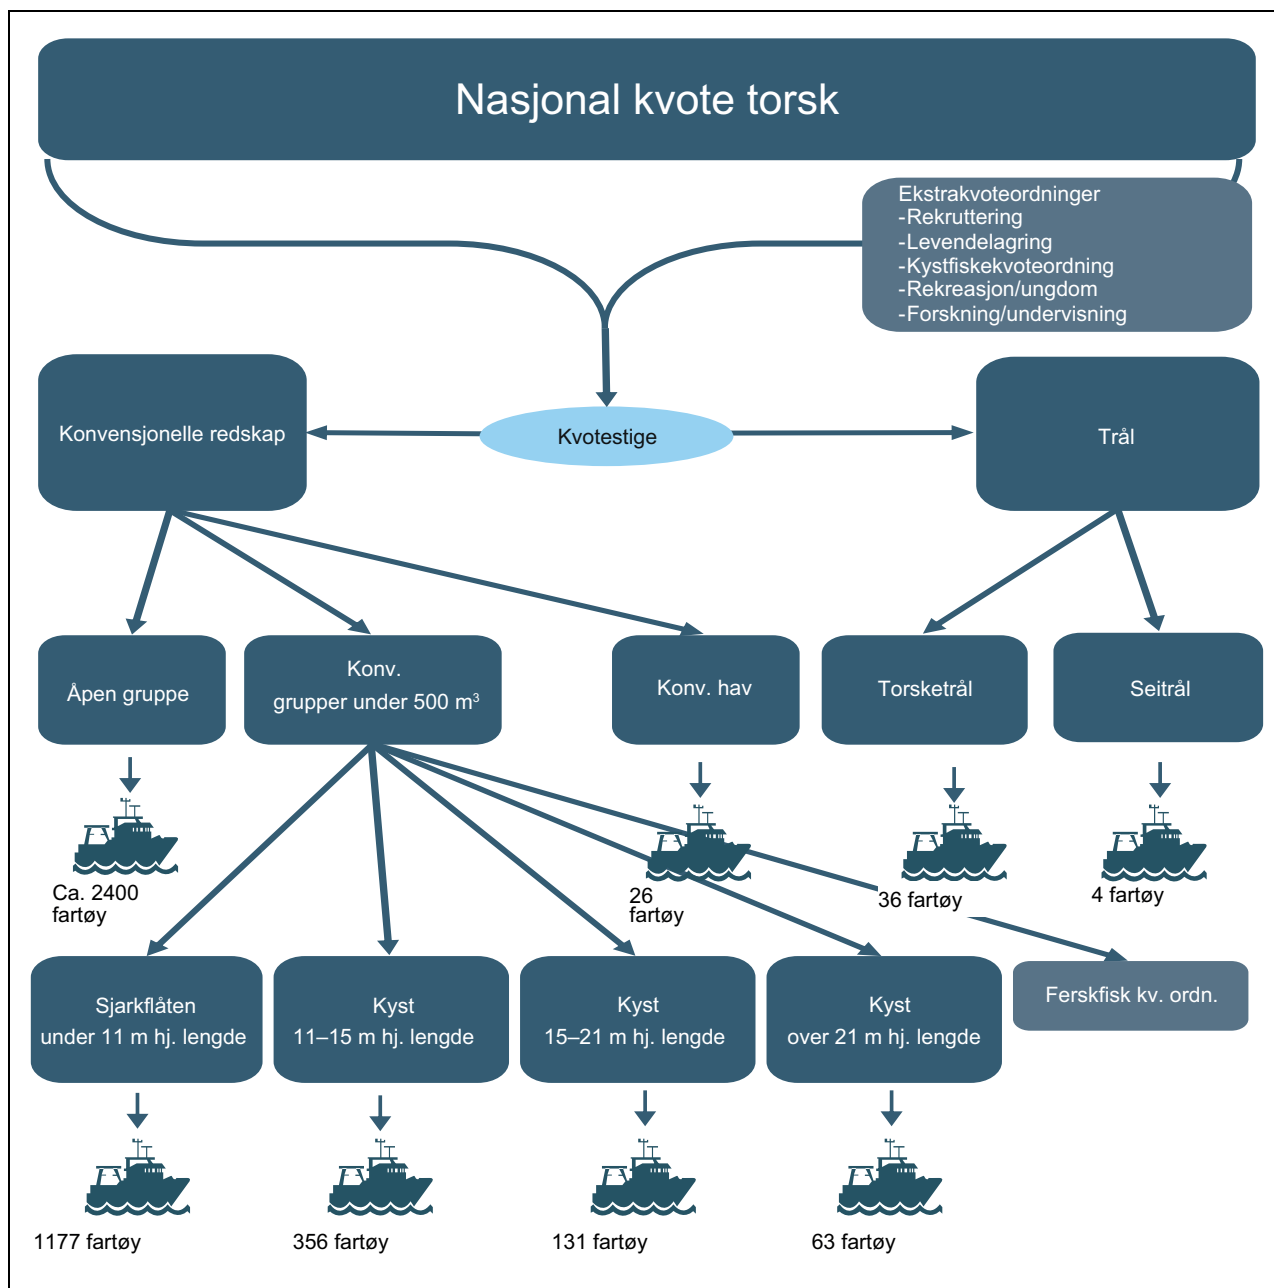 Nasjonal kvote torsk
Ekstrakvoteordninger
-Rekruttering
-Levendelagring
-Kystfiskekvoteordning
-Rekreasjon/ungdom
-Forskning/undervisning
Konvensjonelle redskap
Kvotestige
Trål
Åpen gruppe
Konv.
grupper under 500 m³
Konv. hav
Torsketrål
Seitrål
Ca. 2400
fartøy
26
fartøy
36 fartøy
4 fartøy
Sjarkflåten
under 11 m hj. lengde
Kyst
11–15 m hj. lengde
Kyst
15–21 m hj. lengde
Kyst
over 21 m hj. lengde
Ferskfisk kv. ordn.
1177 fartøy
356 fartøy
131 fartøy
63 fartøy